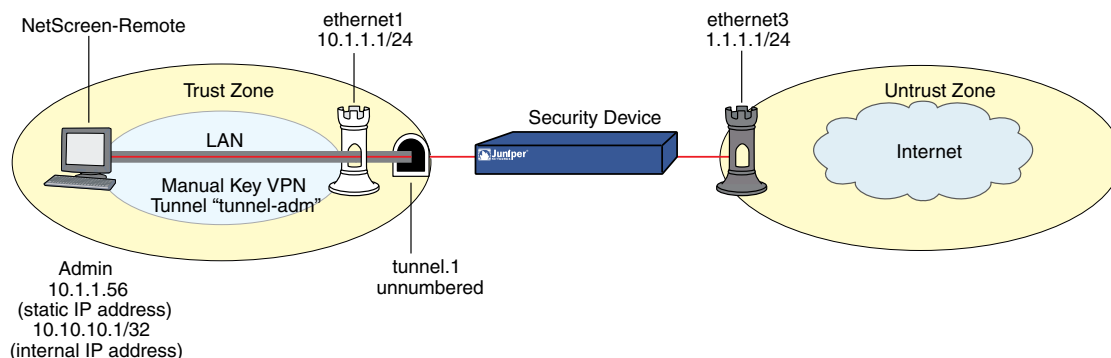 NetScreen-Remote
ethernet1
10.1.1.1/24
ethernet3
1.1.1.1/24
Trust Zone
Untrust Zone
LAN
Security Device
Juniper
NETWORKS
Internet
Manual Key VPN
Tunnel “tunnel-adm”
Admin
10.1.1.56
(static IP address)
10.10.10.1/32
(internal IP address)
tunnel.1
unnumbered